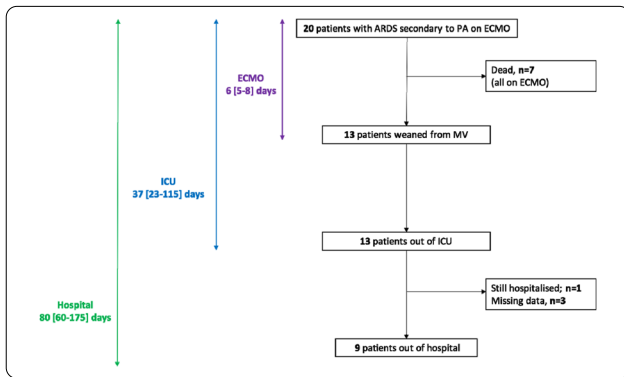 20 patients with ARDS secondary to PA on ECMO
ECMO
6 [5-8] days
Dead, n=7
(all on ECMO)
13 patients weaned from MV
ICU
37 [23-115] days
13 patients out of ICU
Still hospitalised; n=1
Missing data, n=3
Hospital
80 [60-175] days
9 patients out of hospital